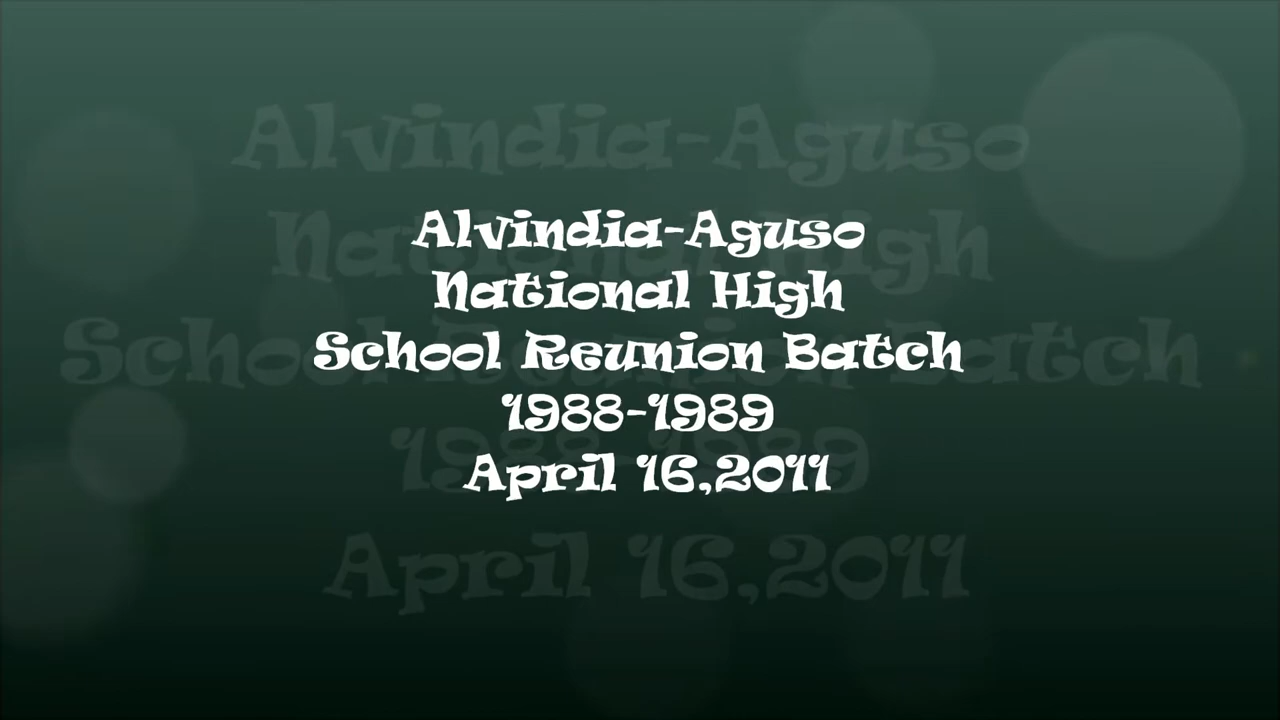 Alvindia-Aguso
National High
School Reunion Batch
1988-1989
April 16,2011